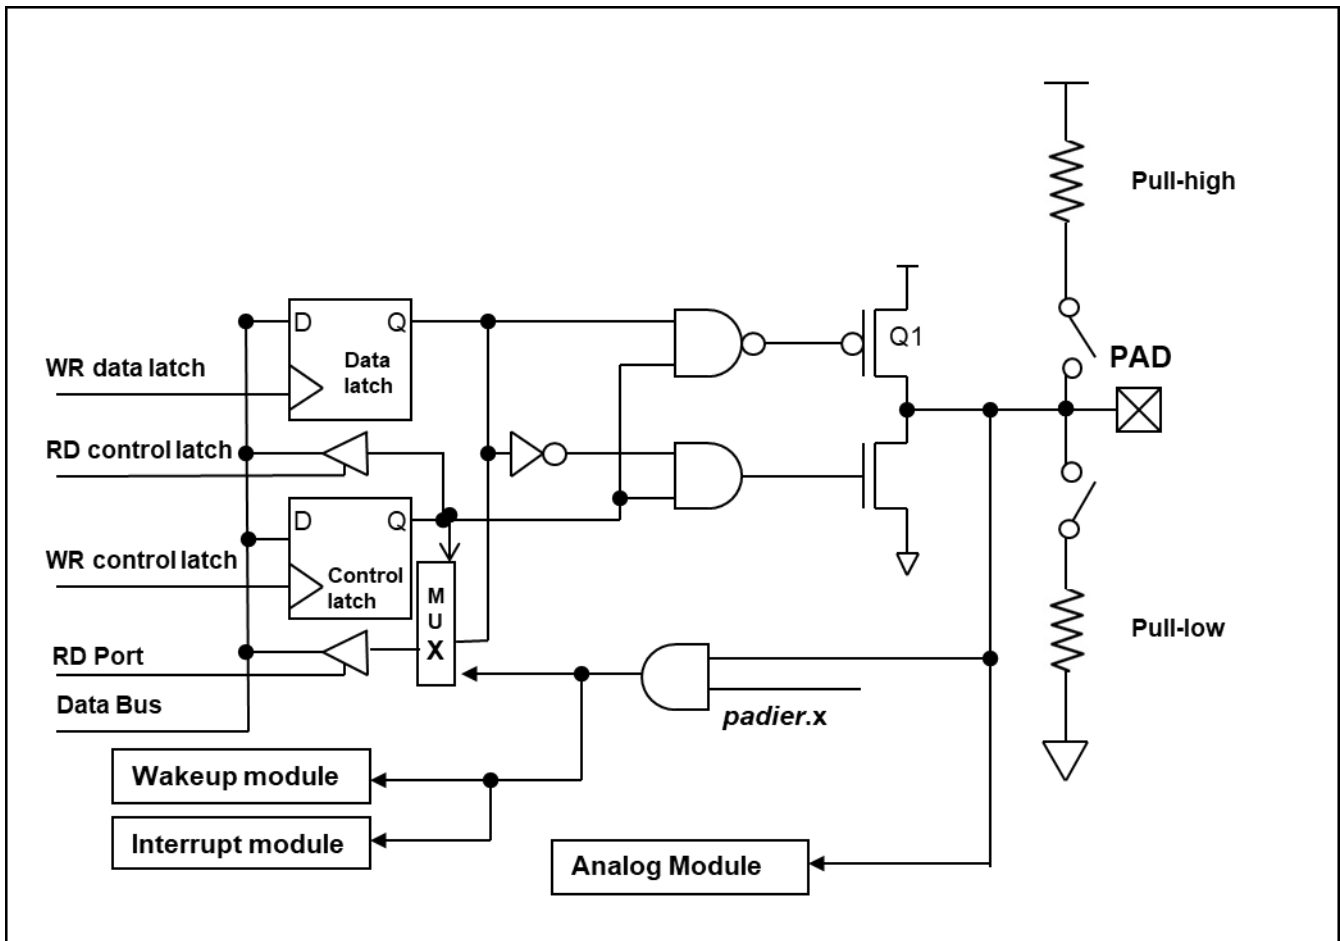 Pull-high
D
Q
Data
latch
Q1
PAD
WR data latch
RD control latch
D
Q
Control
latch
WR control latch
M
U
X
RD Port
Data Bus
padier.x
Pull-low
Wakeup module
Interrupt module
Analog Module